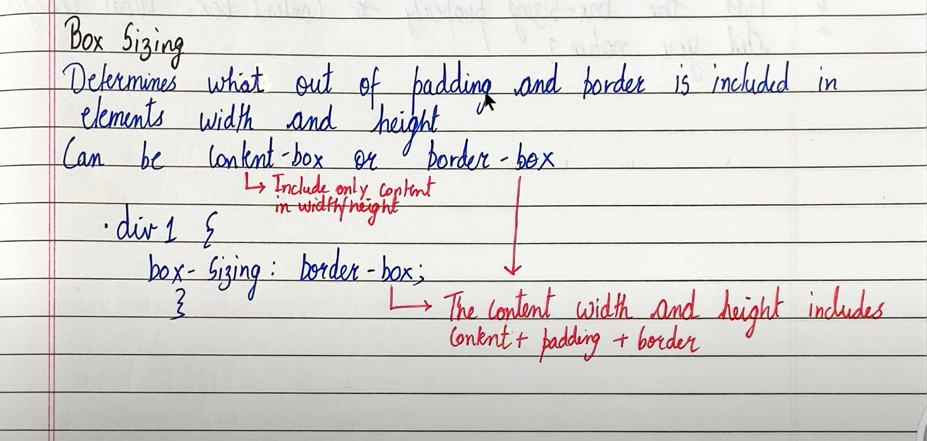 Box Sizing
Determines what out of padding and border is included in
elements width and height
Can be content-box or border-box
↳ Include only content
in width/height
.div1 {
box-sizing: border-box;
}
↳ The content width and height includes
Content + padding + border